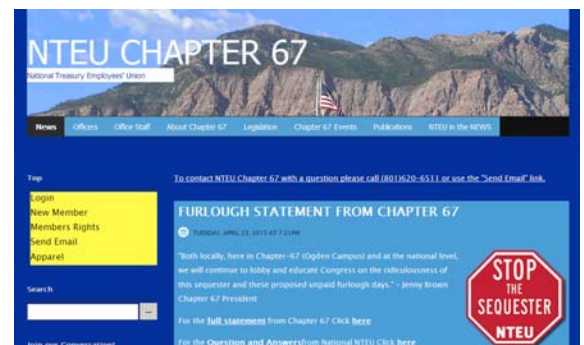 NTEU CHAPTER 67
National Treasury Employees' Union
News Officers Office Staff About Chapter 67 Legislation Chapter 67 Events Publications NTEU in the NEWS
Top
Login
New Member
Members Rights
Send Email
Apparel
Search
Join our Conversation!
To contact NTEU Chapter 67 with a question please call (801)620-6511 or use the "Send Email" link.
FURLOUGH STATEMENT FROM CHAPTER 67
TUESDAY, APRIL 23, 2013 AT 7:21PM
"Both locally, here in Chapter-67 (Ogden Campus) and at the national level,
we will continue to lobby and educate Congress on the ridiculousness of
this sequester and these proposed unpaid furlough days." - Jenny Brown
Chapter 67 President
For the full statement from Chapter 67 Click here
For the Question and Answersfrom National NTEU Click here
STOP
THE
SEQUESTER
NTEU